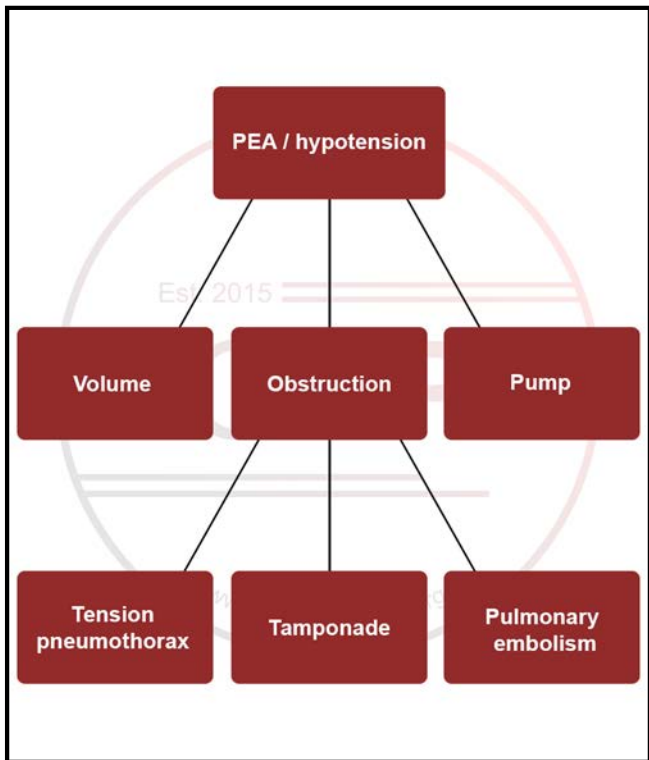 PEA / hypotension
Est. 2015
Volume
Obstruction
Pump
Tension
pneumothorax
Tamponade
Pulmonary
embolism